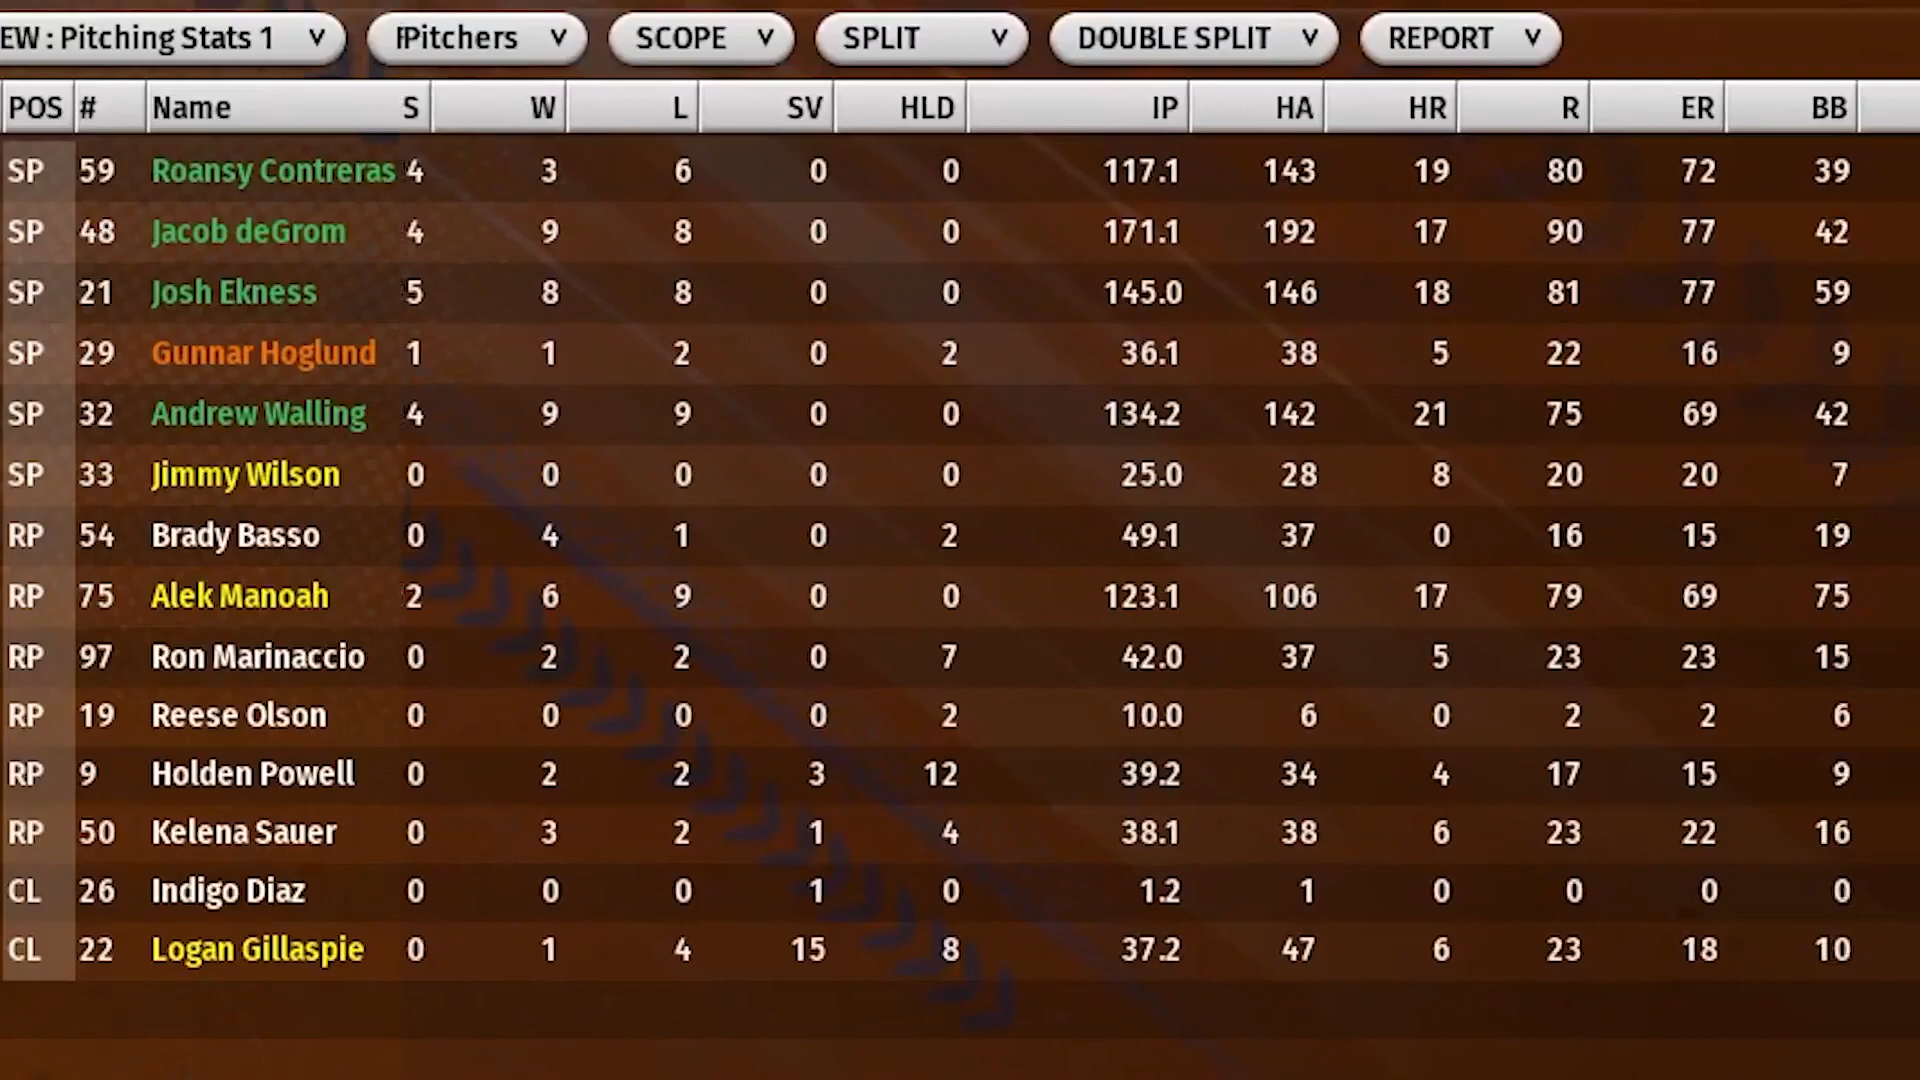 EW : Pitching Stats 1 v Pitchers v SCOPE v SPLIT v DOUBLE SPLIT v REPORT v
POS # Name S W L SV HLD IP HA HR R ER BB
SP 59 Roansy Contreras 4 3 6 0 0 117.1 143 19 80 72 39
SP 48 Jacob deGrom 4 9 8 0 0 171.1 192 17 90 77 42
SP 21 Josh Ekness 5 8 8 0 0 145.0 146 18 81 77 59
SP 29 Gunnar Hoglund 1 1 2 0 2 36.1 38 5 22 16 9
SP 32 Andrew Walling 4 9 9 0 0 134.2 142 21 75 69 42
SP 33 Jimmy Wilson 0 0 0 0 0 25.0 28 8 20 20 7
RP 54 Brady Basso 0 4 1 0 2 49.1 37 0 16 15 19
RP 75 Alek Manoah 2 6 9 0 0 123.1 106 17 79 69 75
RP 97 Ron Marinaccio 0 2 2 0 7 42.0 37 5 23 23 15
RP 19 Reese Olson 0 0 0 0 2 10.0 6 0 2 2 6
RP 9 Holden Powell 0 2 2 3 12 39.2 34 4 17 15 9
RP 50 Kelena Sauer 0 3 2 1 4 38.1 38 6 23 22 16
CL 26 Indigo Diaz 0 0 0 1 0 1.2 1 0 0 0 0
CL 22 Logan Gillaspie 0 1 4 15 8 37.2 47 6 23 18 10